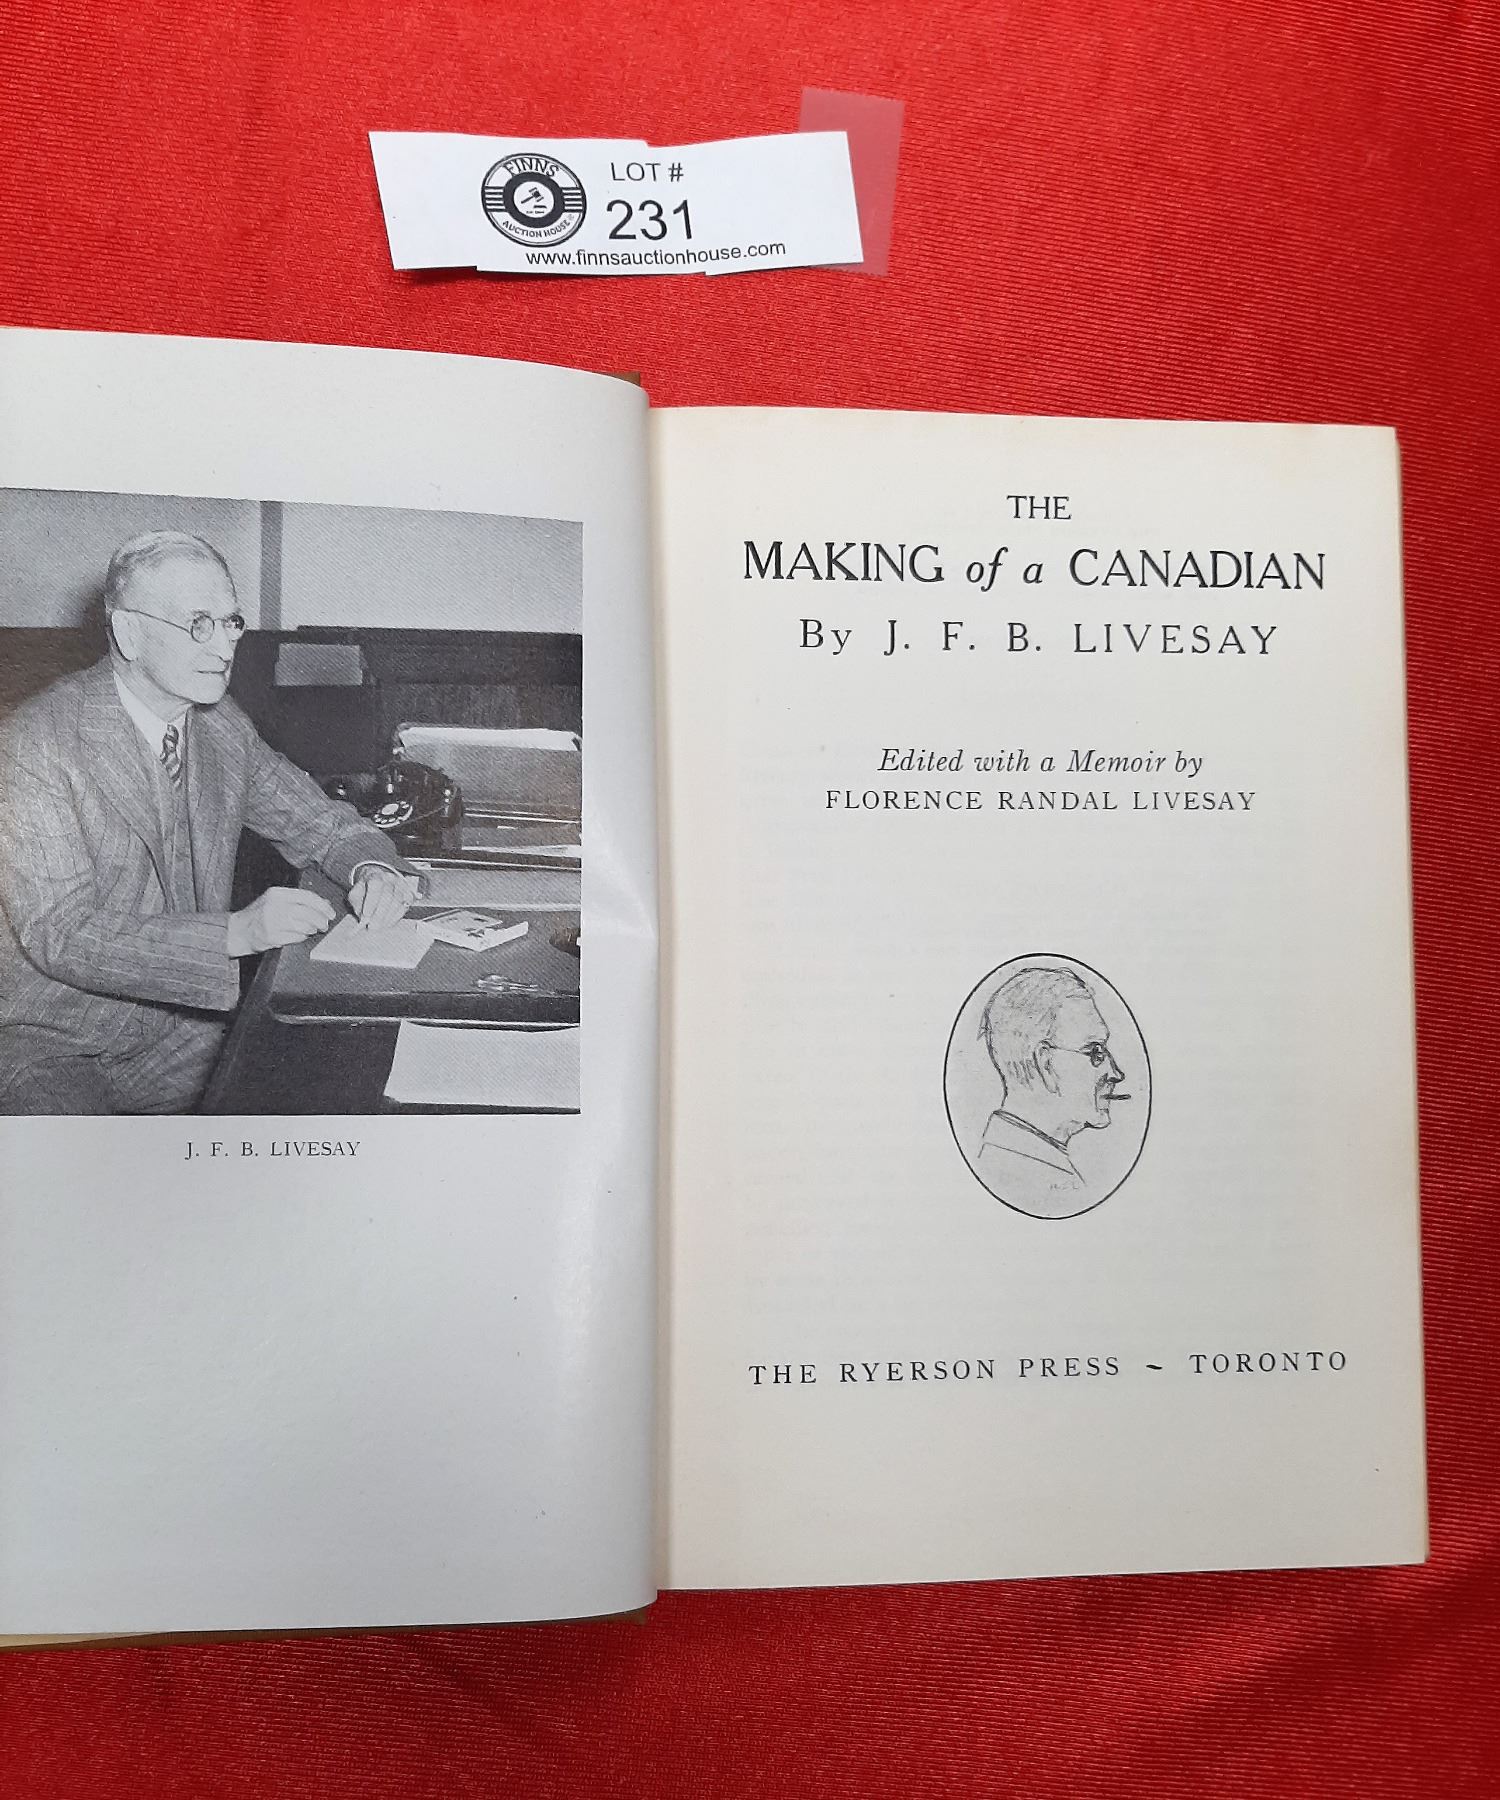 FINNS
AUCTION HOUSE
LOT #
231
www.finnsauctionhouse.com
J. F. B. LIVESAY
THE
MAKING of a CANADIAN
By J. F. B. LIVESAY
Edited with a Memoir by
FLORENCE RANDAL LIVESAY
THE RYERSON PRESS ~ TORONTO